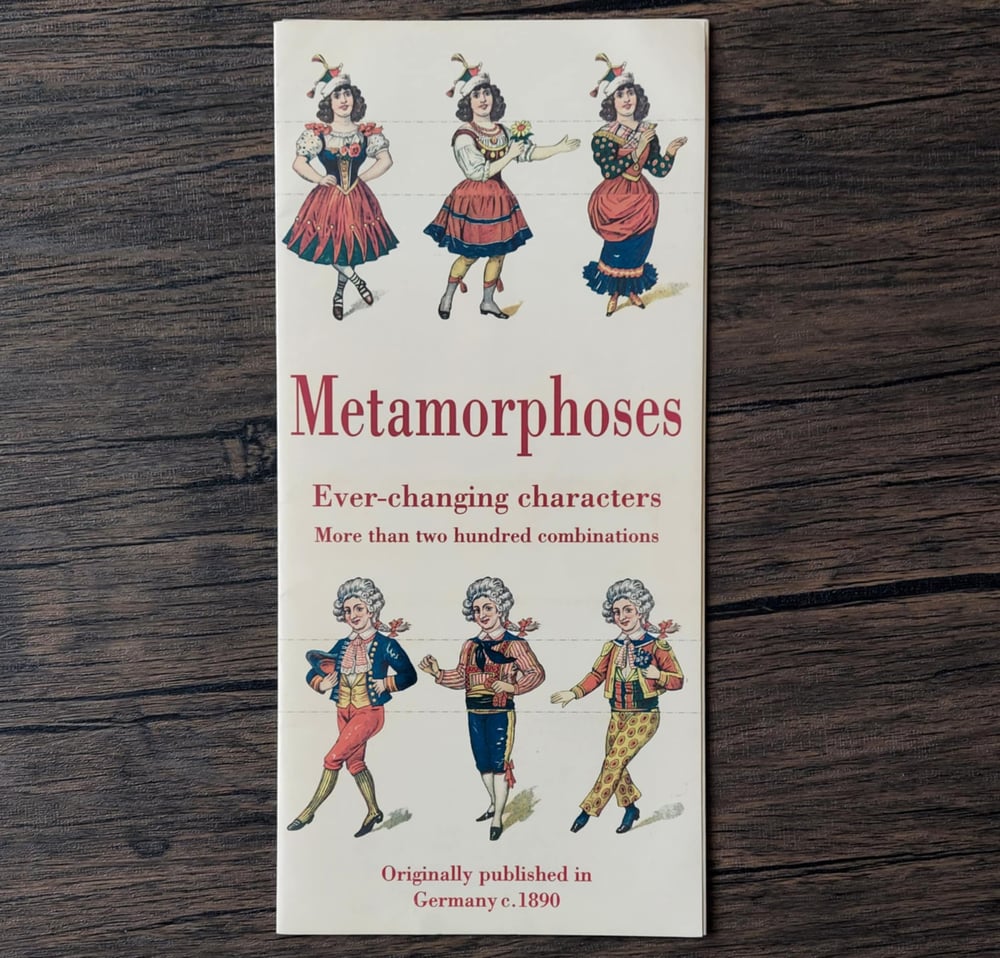 Metamorphoses
Ever-changing characters
More than two hundred combinations
Originally published in
Germany c.1890